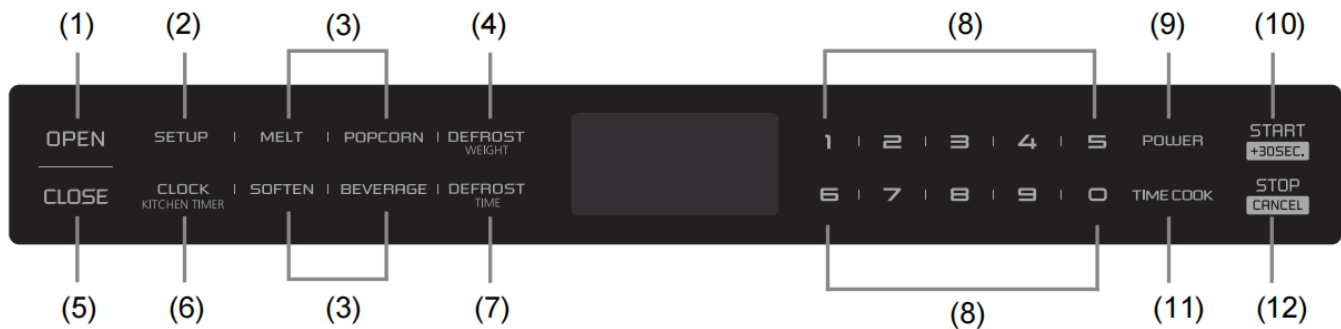 (1) (2) (3) (4) (8) (9) (10)
OPEN SETUP MELT POPCORN DEFROST 1 2 3 4 5 POWER START
WEIGHT +30SEC.
CLOSE CLOCK SOFTEN BEVERAGE DEFROST 6 7 8 9 0 TIME COOK STOP
KITCHEN TIMER TIME CANCEL
(5) (6) (3) (7) (8) (11) (12)